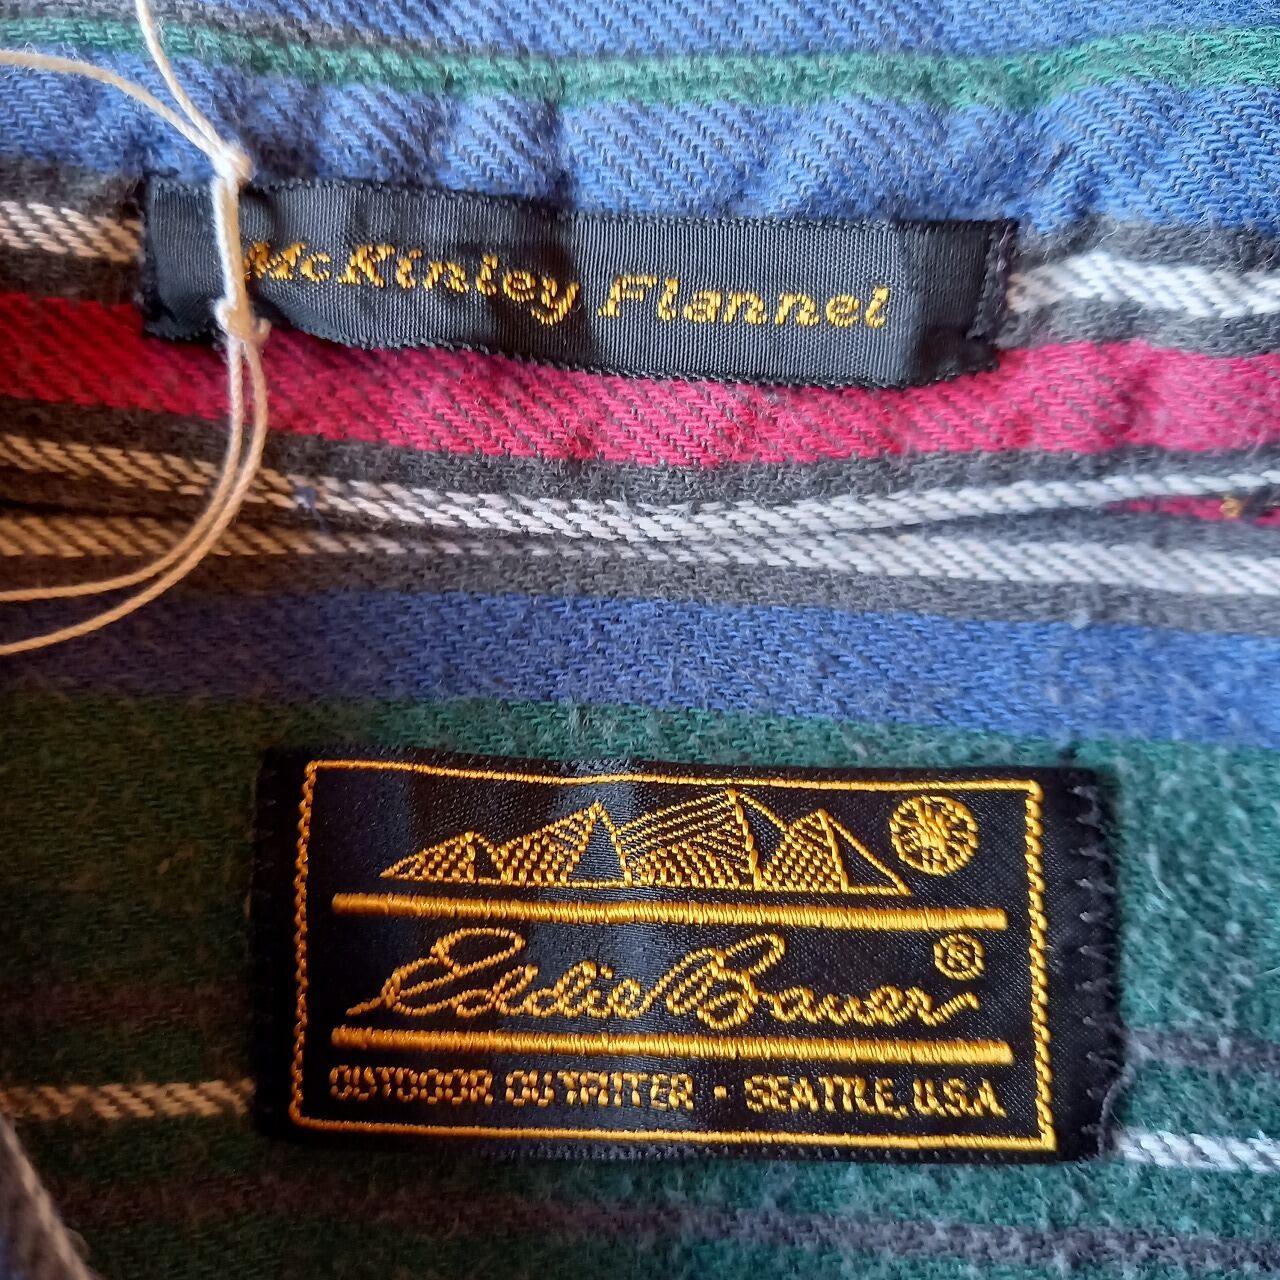 McKinley Flannel
Eddie Bauer ®
OUTDOOR OUTFITTER · SEATTLE, U.S.A.